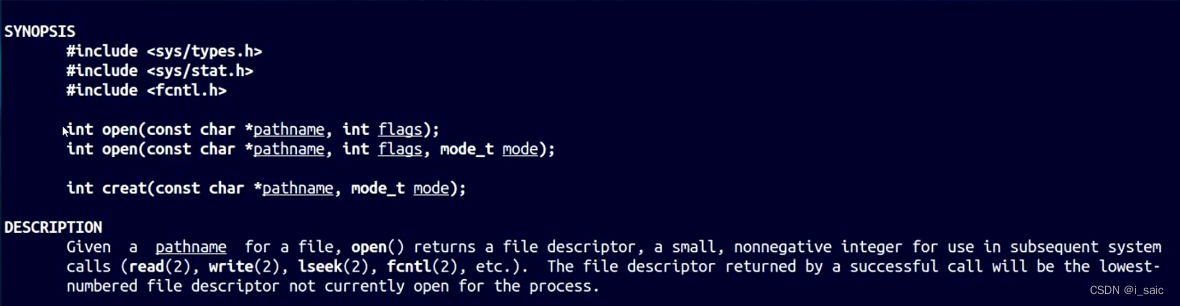 SYNOPSIS
#include <sys/types.h>
#include <sys/stat.h>
#include <fcntl.h>
int open(const char *pathname, int flags);
int open(const char *pathname, int flags, mode_t mode);
int creat(const char *pathname, mode_t mode);
DESCRIPTION
Given a pathname for a file, open() returns a file descriptor, a small, nonnegative integer for use in subsequent system
calls (read(2), write(2), lseek(2), fcntl(2), etc.). The file descriptor returned by a successful call will be the lowest-
numbered file descriptor not currently open for the process.
CSDN @i_saic